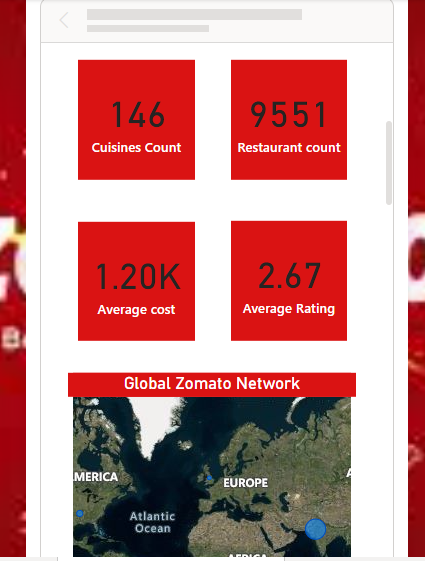 146
Cuisines Count
9551
Restaurant count
1.20K
Average cost
2.67
Average Rating
Global Zomato Network
MERICA
EUROPE
Atlantic
Ocean
AFRICA